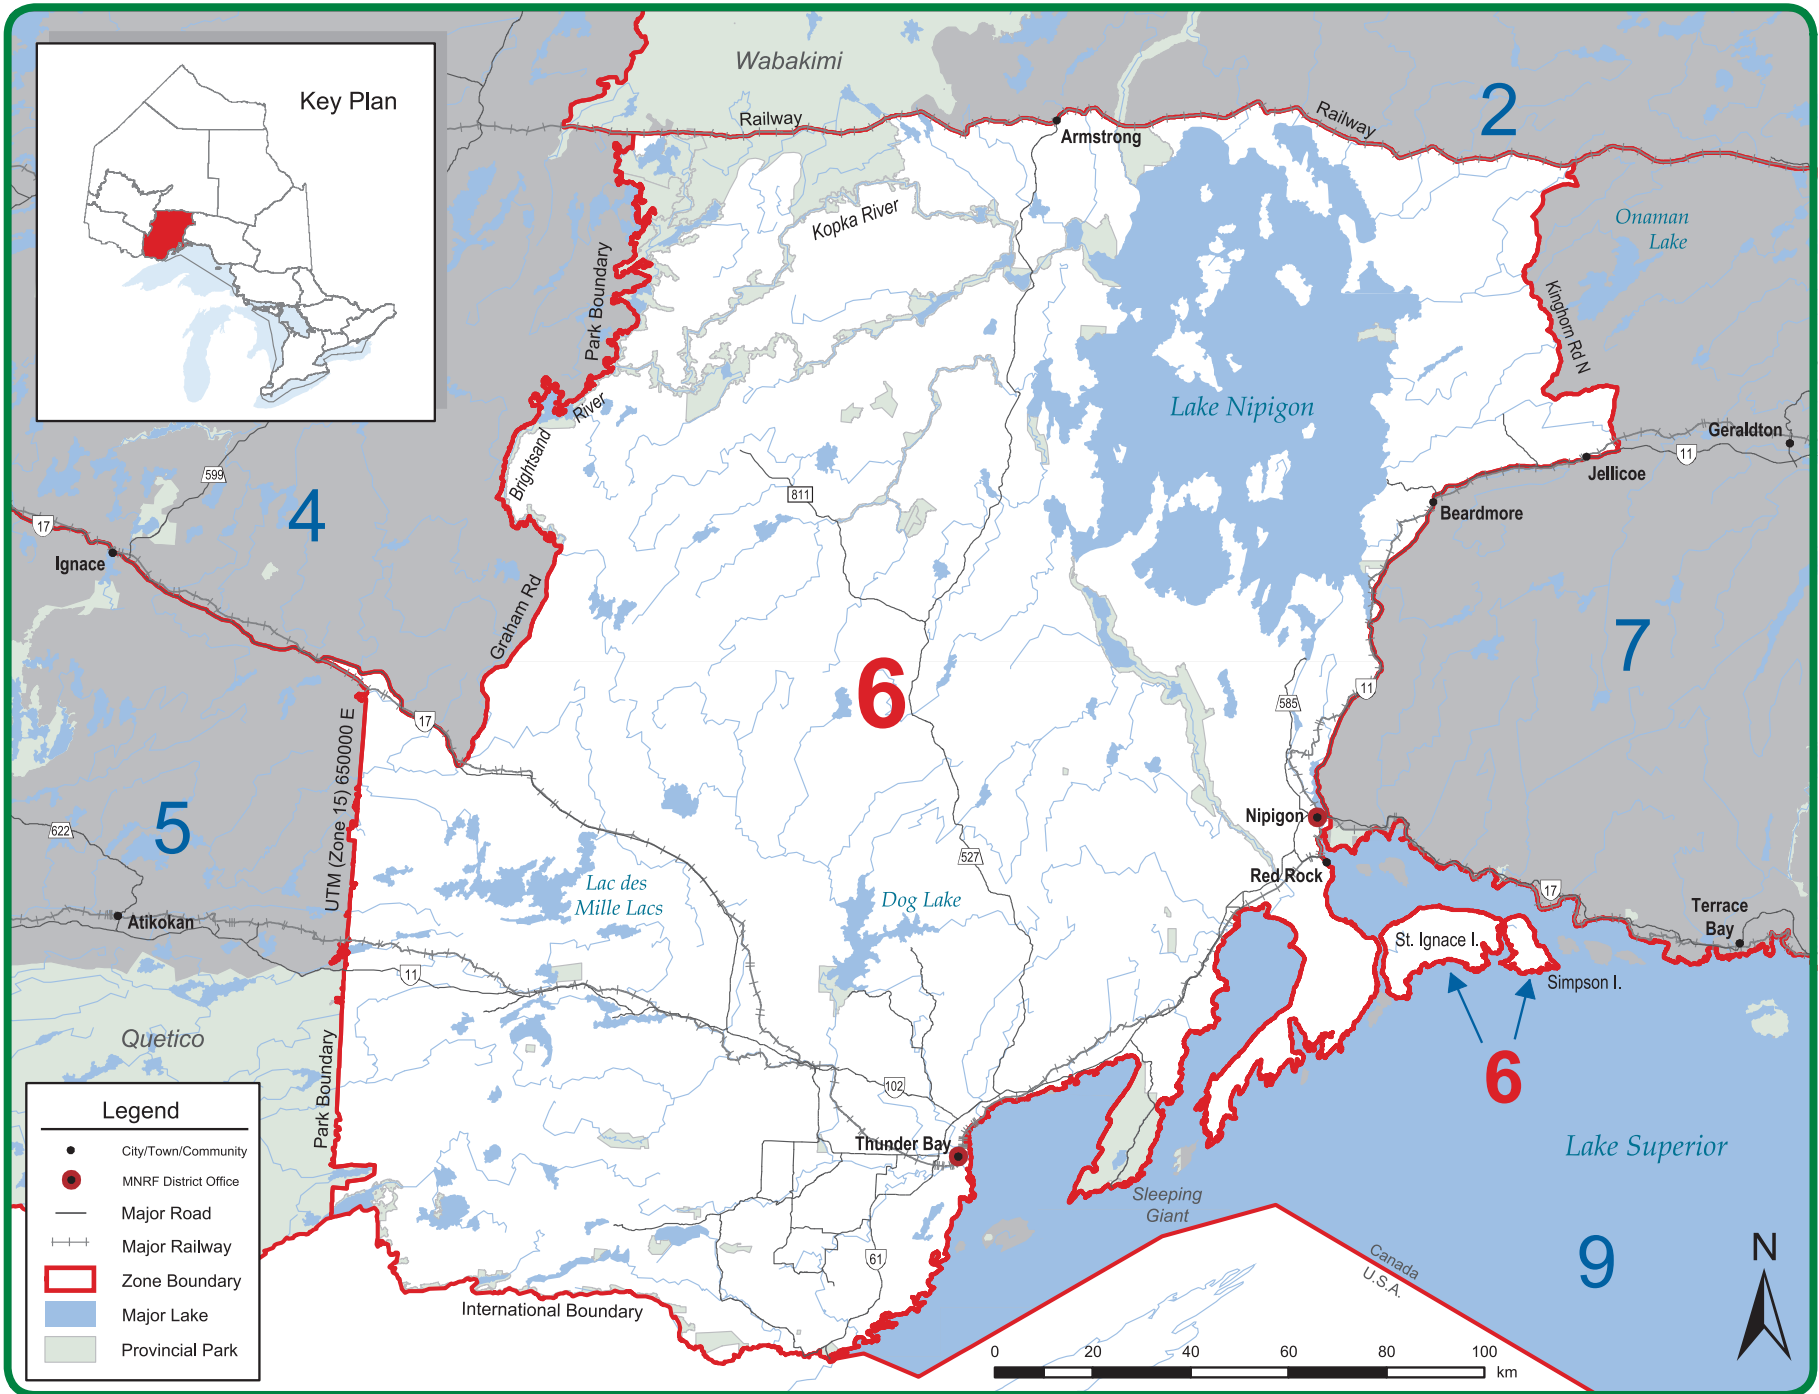 Key Plan
Wabakimi
Railway
Armstrong
Railway
2
Kopka River
Onaman
Lake
Park Boundary
Kinghorn Rd N
Lake Nipigon
Brightsand
River
Geraldton
11
Jellicoe
599
811
4
17
Beardmore
Ignace
Graham Rd
7
6
11
585
UTM (Zone 15) 650000 E
17
5
622
Nipigon
527
Red Rock
17
Lac des
Mille Lacs
Dog Lake
Terrace
Bay
Atikokan
St. Ignace I.
11
Simpson I.
Quetico
6
102
Park Boundary
Thunder Bay
Lake Superior
Sleeping
Giant
61
9
Canada
U.S.A.
N
International Boundary
Legend
City/Town/Community
MNRF District Office
Major Road
Major Railway
Zone Boundary
Major Lake
Provincial Park
0 20 40 60 80 100
km